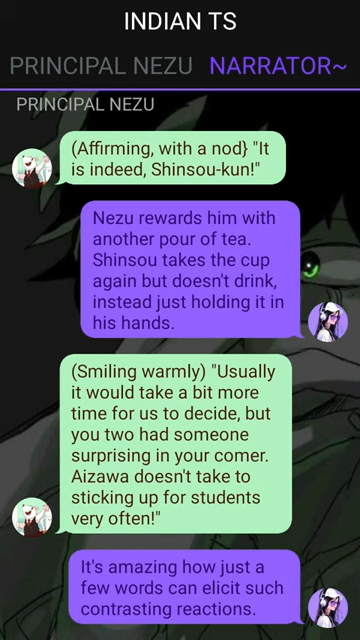 INDIAN TS
PRINCIPAL NEZU NARRATOR~
PRINCIPAL NEZU
(Affirming, with a nod} "It
is indeed, Shinsou-kun!"
Nezu rewards him with
another pour of tea.
Shinsou takes the cup
again but doesn't drink,
instead just holding it in
his hands.
(Smiling warmly) "Usually
it would take a bit more
time for us to decide, but
you two had someone
surprising in your comer.
Aizawa doesn't take to
sticking up for students
very often!"
It's amazing how just a
few words can elicit such
contrasting reactions.